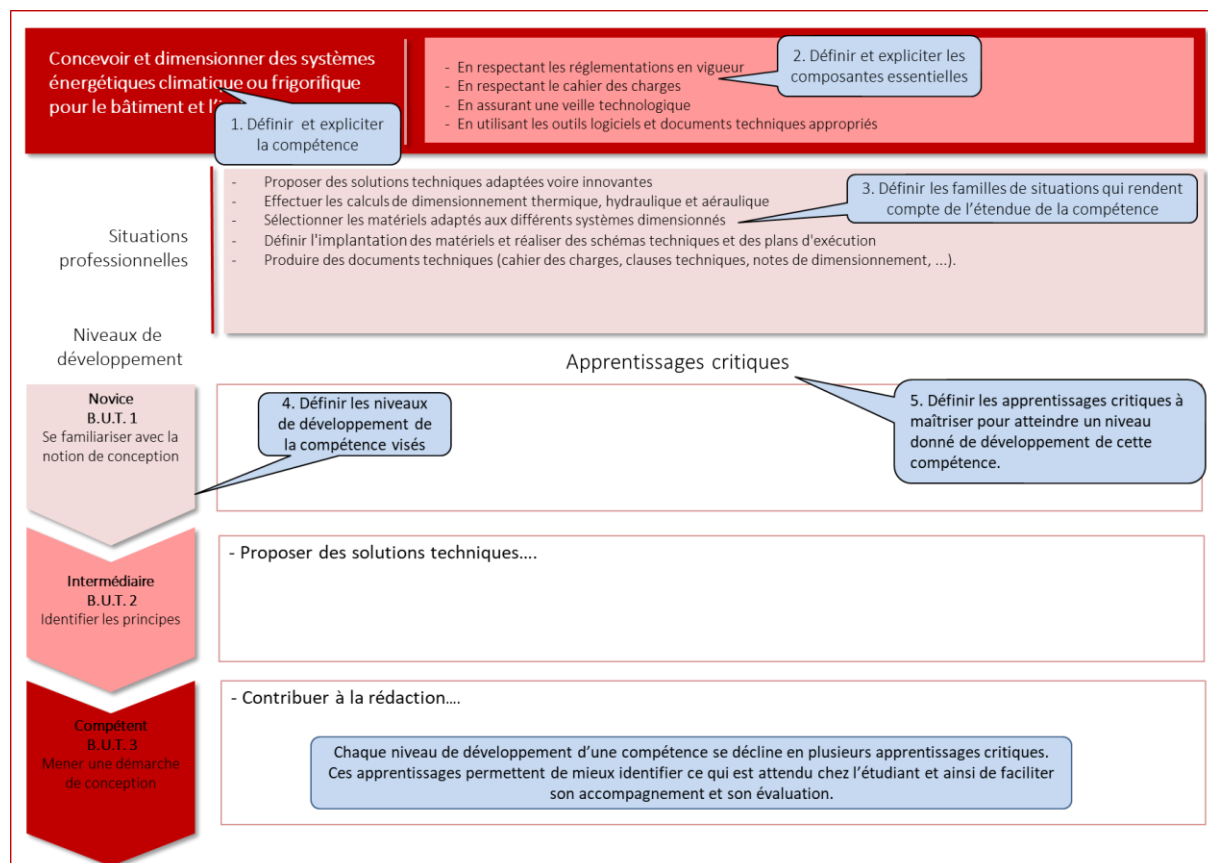 Concevoir et dimensionner des systèmes
énergétiques climatique ou frigorifique
pour le bâtiment et l'
- En respectant les réglementations en vigueur
- En respectant le cahier des charges
- En assurant une veille technologique
- En utilisant les outils logiciels et documents techniques appropriés
2. Définir et expliciter les
composantes essentielles
1. Définir et expliciter
la compétence
Situations
professionnelles
- Proposer des solutions techniques adaptées voire innovantes
- Effectuer les calculs de dimensionnement thermique, hydraulique et aéraulique
- Sélectionner les matériels adaptés aux différents systèmes dimensionnés
- Définir l'implantation des matériels et réaliser des schémas techniques et des plans d'exécution
- Produire des documents techniques (cahier des charges, clauses techniques, notes de dimensionnement, ...).
3. Définir les familles de situations qui rendent
compte de l'étendue de la compétence
Niveaux de
développement
Apprentissages critiques
Novice
B.U.T. 1
Se familiariser avec la
notion de conception
4. Définir les niveaux
de développement de
la compétence visés
5. Définir les apprentissages critiques à
maîtriser pour atteindre un niveau
donné de développement de cette
compétence.
Intermédiaire
B.U.T. 2
Identifier les principes
- Proposer des solutions techniques....
Compétent
B.U.T. 3
Mener une démarche
de conception
- Contribuer à la rédaction....
Chaque niveau de développement d'une compétence se décline en plusieurs apprentissages critiques.
Ces apprentissages permettent de mieux identifier ce qui est attendu chez l'étudiant et ainsi de faciliter
son accompagnement et son évaluation.